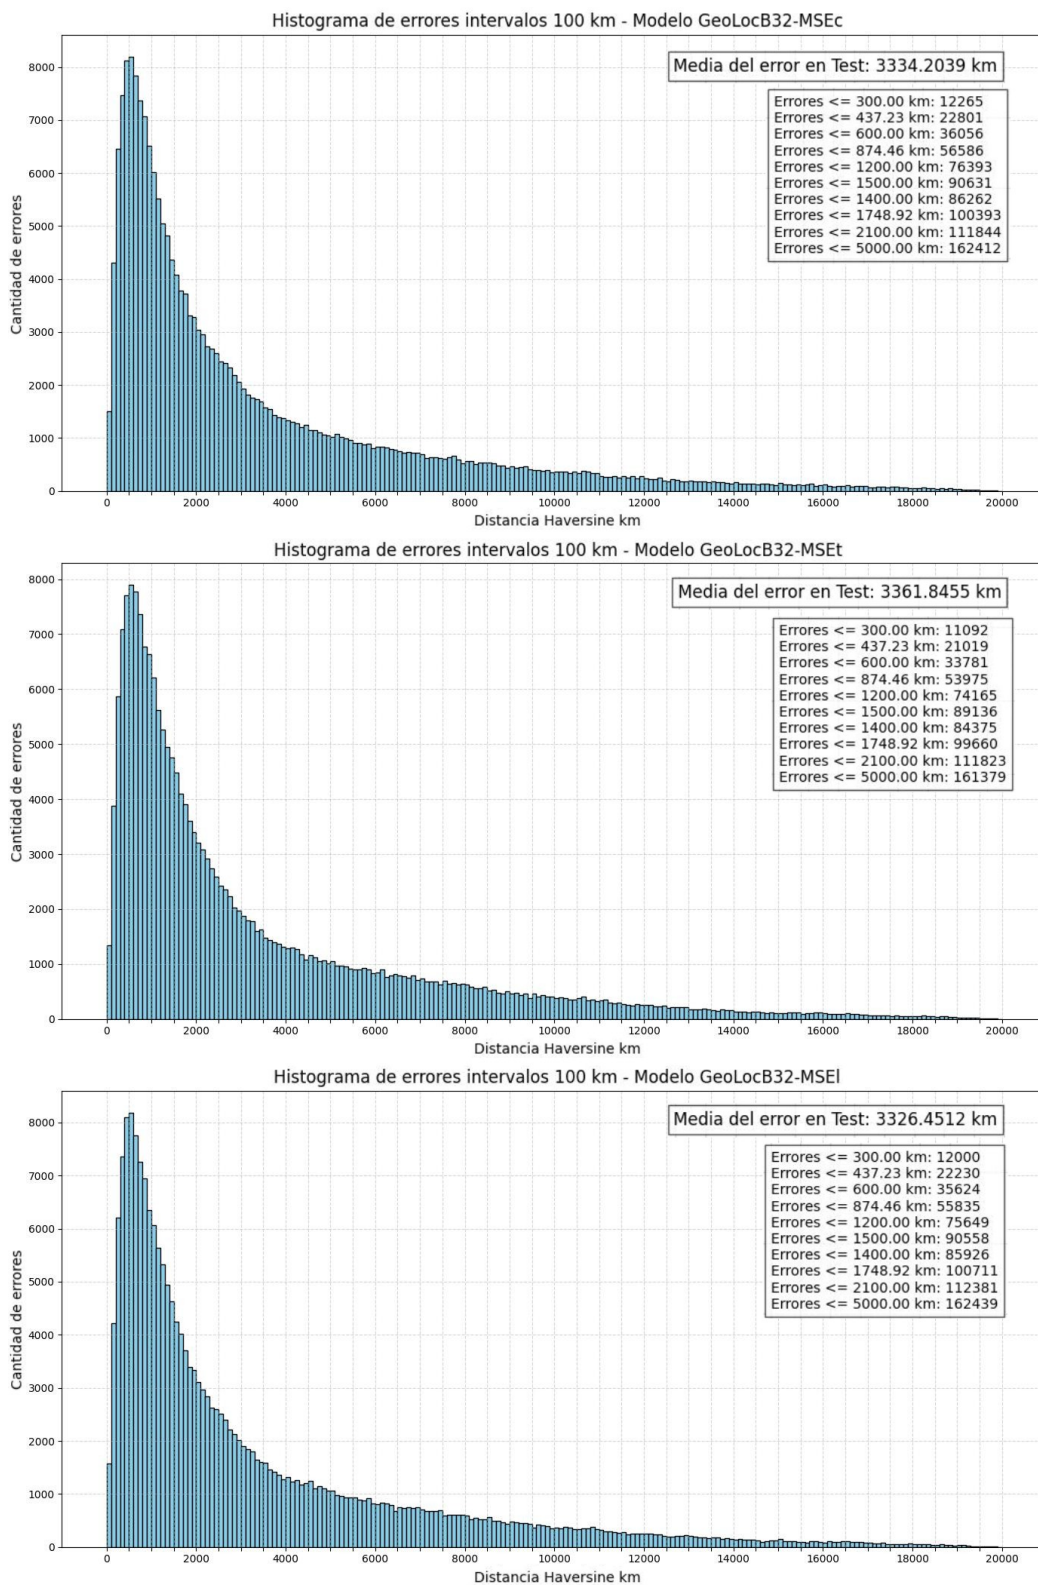 Histograma de errores intervalos 100 km - Modelo GeoLocB32-MSEc
Media del error en Test: 3334.2039 km
Errores <= 300.00 km: 12265
Errores <= 437.23 km: 22801
Errores <= 600.00 km: 36056
Errores <= 874.46 km: 56586
Errores <= 1200.00 km: 76393
Errores <= 1500.00 km: 90631
Errores <= 1400.00 km: 86262
Errores <= 1748.92 km: 100393
Errores <= 2100.00 km: 111844
Errores <= 5000.00 km: 162412
Cantidad de errores
8000
7000
6000
5000
4000
3000
2000
1000
0
0 2000 4000 6000 8000 10000 12000 14000 16000 18000 20000
Distancia Haversine km
Histograma de errores intervalos 100 km - Modelo GeoLocB32-MSEt
Media del error en Test: 3361.8455 km
Errores <= 300.00 km: 11092
Errores <= 437.23 km: 21019
Errores <= 600.00 km: 33781
Errores <= 874.46 km: 53975
Errores <= 1200.00 km: 74165
Errores <= 1500.00 km: 89136
Errores <= 1400.00 km: 84375
Errores <= 1748.92 km: 99660
Errores <= 2100.00 km: 111823
Errores <= 5000.00 km: 161379
Cantidad de errores
8000
7000
6000
5000
4000
3000
2000
1000
0
0 2000 4000 6000 8000 10000 12000 14000 16000 18000 20000
Distancia Haversine km
Histograma de errores intervalos 100 km - Modelo GeoLocB32-MSEl
Media del error en Test: 3326.4512 km
Errores <= 300.00 km: 12000
Errores <= 437.23 km: 22230
Errores <= 600.00 km: 35624
Errores <= 874.46 km: 55835
Errores <= 1200.00 km: 75649
Errores <= 1500.00 km: 90558
Errores <= 1400.00 km: 85926
Errores <= 1748.92 km: 100711
Errores <= 2100.00 km: 112381
Errores <= 5000.00 km: 162439
Cantidad de errores
8000
7000
6000
5000
4000
3000
2000
1000
0
0 2000 4000 6000 8000 10000 12000 14000 16000 18000 20000
Distancia Haversine km